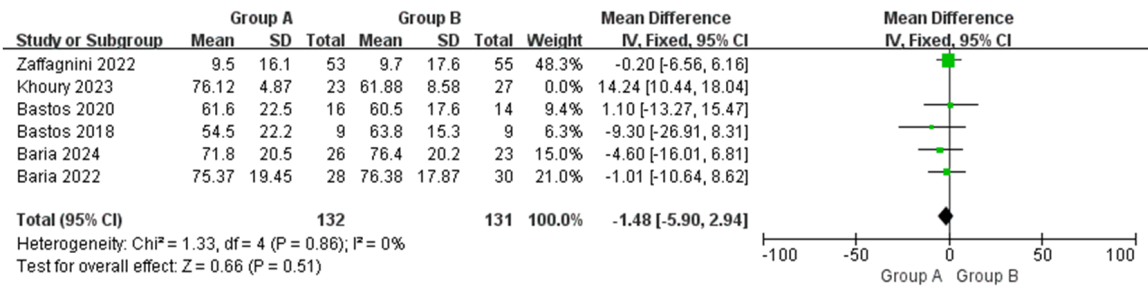 Group A Group B Mean Difference Mean Difference
Study or Subgroup Mean SD Total Mean SD Total Weight IV, Fixed, 95% CI IV, Fixed, 95% CI
Zaffagnini 2022 9.5 16.1 53 9.7 17.6 55 48.3% -0.20 [-6.56, 6.16]
Khoury 2023 76.12 4.87 23 61.88 8.58 27 0.0% 14.24 [10.44, 18.04]
Bastos 2020 61.6 22.5 16 60.5 17.6 14 9.4% 1.10 [-13.27, 15.47]
Bastos 2018 54.5 22.2 9 63.8 15.3 9 6.3% -9.30 [-26.91, 8.31]
Baria 2024 71.8 20.5 26 76.4 20.2 23 15.0% -4.60 [-16.01, 6.81]
Baria 2022 75.37 19.45 28 76.38 17.87 30 21.0% -1.01 [-10.64, 8.62]
Total (95% CI) 132 131 100.0% -1.48 [-5.90, 2.94]
Heterogeneity: Chi² = 1.33, df = 4 (P = 0.86); I² = 0%
Test for overall effect: Z = 0.66 (P = 0.51)
-100 -50 0 50 100
Group A Group B